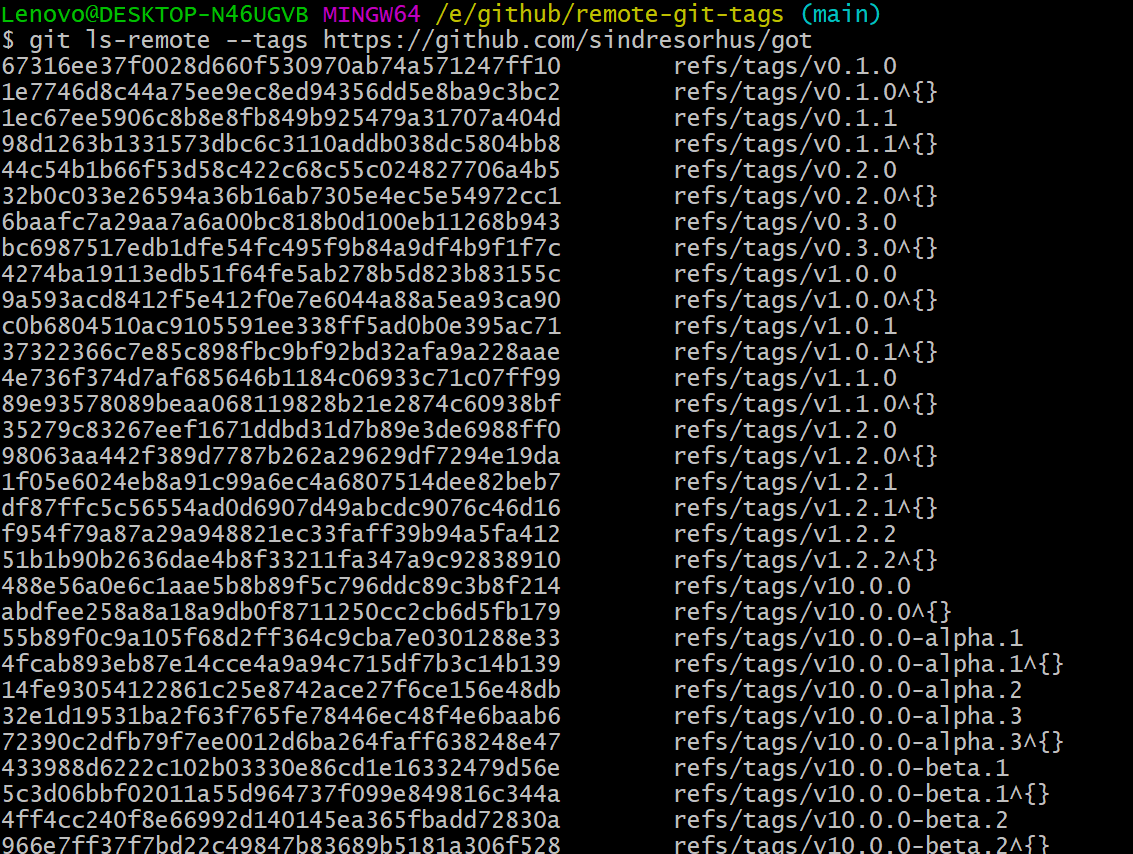 Lenovo@DESKTOP-N46UGVB MINGW64 /e/github/remote-git-tags (main)
$ git ls-remote --tags https://github.com/sindresorhus/got
67316ee37f0028d660f530970ab74a571247ff10 refs/tags/v0.1.0
1e7746d8c44a75ee9ec8ed94356dd5e8ba9c3bc2 refs/tags/v0.1.0^{}
1ec67ee5906c8b8e8fb849b925479a31707a404d refs/tags/v0.1.1
98d1263b1331573dbc6c3110addb038dc5804bb8 refs/tags/v0.1.1^{}
44c54b1b66f53d58c422c68c55c024827706a4b5 refs/tags/v0.2.0
32b0c033e26594a36b16ab7305e4ec5e54972cc1 refs/tags/v0.2.0^{}
6baafc7a29aa7a6a00bc818b0d100eb11268b943 refs/tags/v0.3.0
bc6987517edb1dfe54fc495f9b84a9df4b9f1f7c refs/tags/v0.3.0^{}
4274ba19113edb51f64fe5ab278b5d823b83155c refs/tags/v1.0.0
9a593acd8412f5e412f0e7e6044a88a5ea93ca90 refs/tags/v1.0.0^{}
c0b6804510ac9105591ee338ff5ad0b0e395ac71 refs/tags/v1.0.1
37322366c7e85c898fbc9bf92bd32afa9a228aae refs/tags/v1.0.1^{}
4e736f374d7af685646b1184c06933c71c07ff99 refs/tags/v1.1.0
89e93578089beaa068119828b21e2874c60938bf refs/tags/v1.1.0^{}
35279c83267eef1671ddbd31d7b89e3de6988ff0 refs/tags/v1.2.0
98063aa442f389d7787b262a29629df7294e19da refs/tags/v1.2.0^{}
1f05e6024eb8a91c99a6ec4a6807514dee82beb7 refs/tags/v1.2.1
df87ffc5c56554ad0d6907d49abcdc9076c46d16 refs/tags/v1.2.1^{}
f954f79a87a29a948821ec33faff39b94a5fa412 refs/tags/v1.2.2
51b1b90b2636dae4b8f33211fa347a9c92838910 refs/tags/v1.2.2^{}
488e56a0e6c1aae5b8b89f5c796ddc89c3b8f214 refs/tags/v10.0.0
abdfee258a8a18a9db0f8711250cc2cb6d5fb179 refs/tags/v10.0.0^{}
55b89f0c9a105f68d2ff364c9cba7e0301288e33 refs/tags/v10.0.0-alpha.1
4fcab893eb87e14cce4a9a94c715df7b3c14b139 refs/tags/v10.0.0-alpha.1^{}
14fe93054122861c25e8742ace27f6ce156e48db refs/tags/v10.0.0-alpha.2
32e1d19531ba2f63f765fe78446ec48f4e6baab6 refs/tags/v10.0.0-alpha.3
72390c2dfb79f7ee0012d6ba264faff638248e47 refs/tags/v10.0.0-alpha.3^{}
433988d6222c102b03330e86cd1e16332479d56e refs/tags/v10.0.0-beta.1
5c3d06bbf02011a55d964737f099e849816c344a refs/tags/v10.0.0-beta.1^{}
4ff4cc240f8e66992d140145ea365fbadd72830a refs/tags/v10.0.0-beta.2
966e7ff37f7bd22c49847b83689b5181a306f528 refs/tags/v10.0.0-beta.2^{}